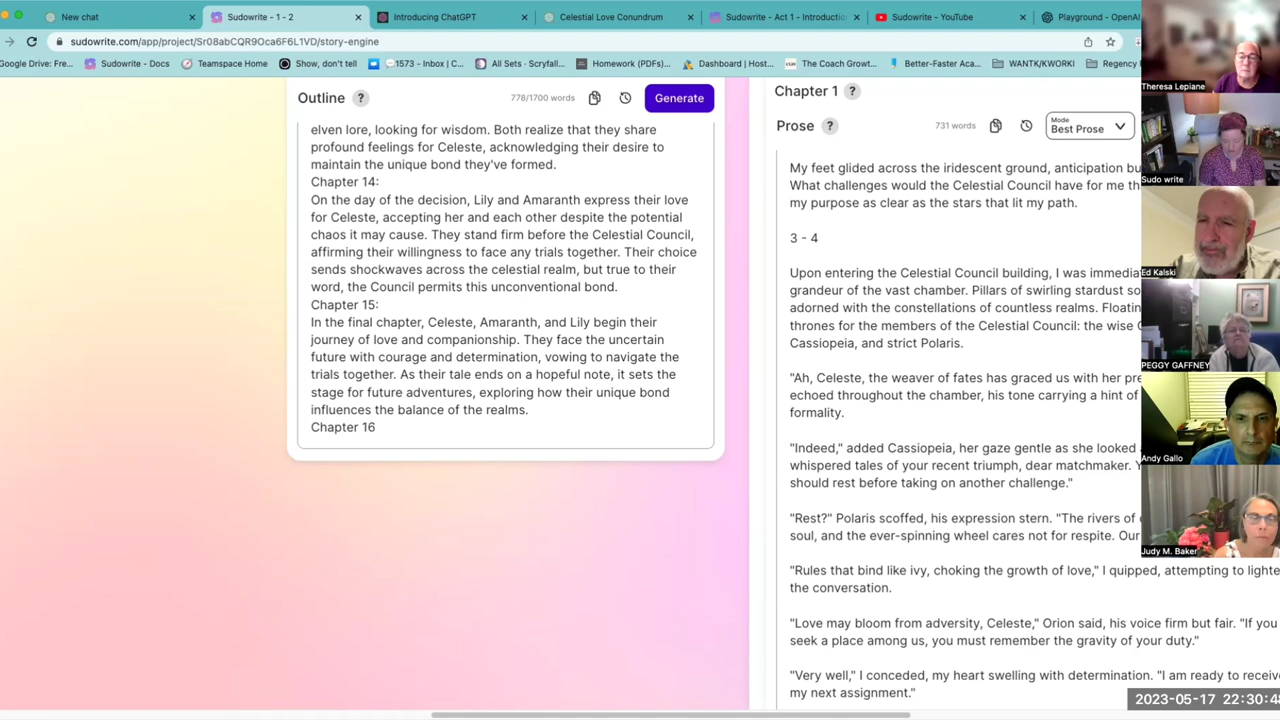 New chat
Sudowrite - 1 - 2
Introducing ChatGPT
Celestial Love Conundrum
Sudowrite - Act 1 - Introductio
Sudowrite - YouTube
Playground - OpenAI
sudowrite.com/app/project/Sr08abCQR9Oca6F6L1VD/story-engine
Google Drive: Fre...
Sudowrite - Docs
Teamspace Home
Show, don't tell
1573 - Inbox | C...
All Sets · Scryfall...
Homework (PDFs)...
Dashboard | Host...
The Coach Growt...
Better-Faster Aca...
WANTK/KWORKI
Regency
Outline ?
778/1700 words
Generate
elven lore, looking for wisdom. Both realize that they share
profound feelings for Celeste, acknowledging their desire to
maintain the unique bond they've formed.
Chapter 14:
On the day of the decision, Lily and Amaranth express their love
for Celeste, accepting her and each other despite the potential
chaos it may cause. They stand firm before the Celestial Council,
affirming their willingness to face any trials together. Their choice
sends shockwaves across the celestial realm, but true to their
word, the Council permits this unconventional bond.
Chapter 15:
In the final chapter, Celeste, Amaranth, and Lily begin their
journey of love and companionship. They face the uncertain
future with courage and determination, vowing to navigate the
trials together. As their tale ends on a hopeful note, it sets the
stage for future adventures, exploring how their unique bond
influences the balance of the realms.
Chapter 16
Chapter 1 ?
Prose ?
731 words
Mode
Best Prose
My feet glided across the iridescent ground, anticipation bu
What challenges would the Celestial Council have for me th
my purpose as clear as the stars that lit my path.
3 - 4
Upon entering the Celestial Council building, I was immedia
grandeur of the vast chamber. Pillars of swirling stardust so
adorned with the constellations of countless realms. Floatin
thrones for the members of the Celestial Council: the wise
Cassiopeia, and strict Polaris.
"Ah, Celeste, the weaver of fates has graced us with her pre
echoed throughout the chamber, his tone carrying a hint of
formality.
"Indeed," added Cassiopeia, her gaze gentle as she looked
whispered tales of your recent triumph, dear matchmaker. Y
should rest before taking on another challenge."
"Rest?" Polaris scoffed, his expression stern. "The rivers of
soul, and the ever-spinning wheel cares not for respite. Our
"Rules that bind like ivy, choking the growth of love," I quipped, attempting to lighte
the conversation.
"Love may bloom from adversity, Celeste," Orion said, his voice firm but fair. "If you
seek a place among us, you must remember the gravity of your duty."
"Very well," I conceded, my heart swelling with determination. "I am ready to receive
my next assignment."
Theresa Lepiane
Sudo write
Ed Kalski
PEGGY GAFFNEY
Andy Gallo
Judy M. Baker
2023-05-17 22:30:4